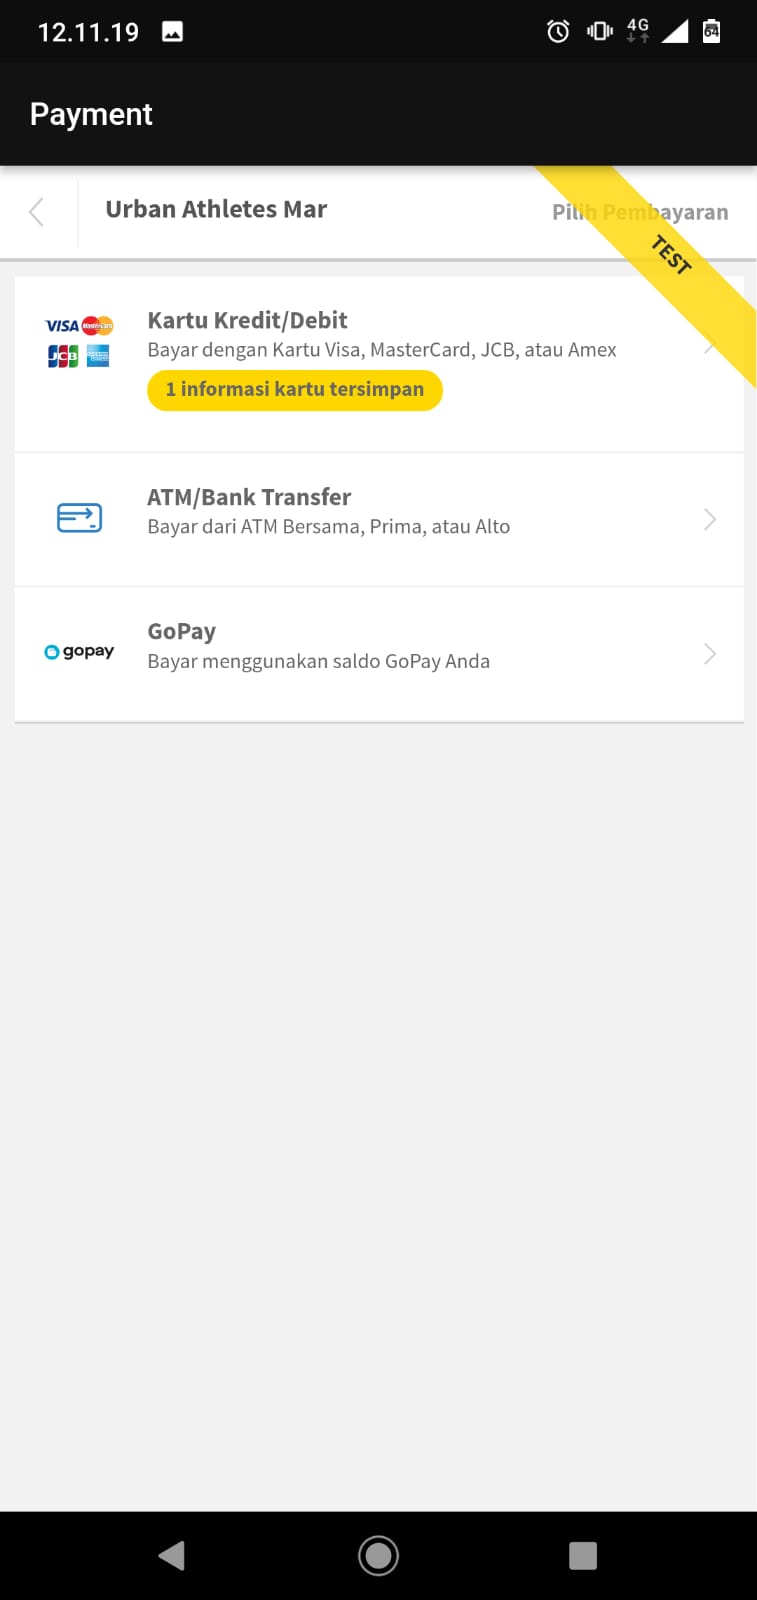 12.11.19
4G
64
Payment
Urban Athletes Mar
Pilih Pembayaran
TEST
VISA MasterCard
JCB
Kartu Kredit/Debit
Bayar dengan Kartu Visa, MasterCard, JCB, atau Amex
1 informasi kartu tersimpan
ATM/Bank Transfer
Bayar dari ATM Bersama, Prima, atau Alto
gopay
GoPay
Bayar menggunakan saldo GoPay Anda